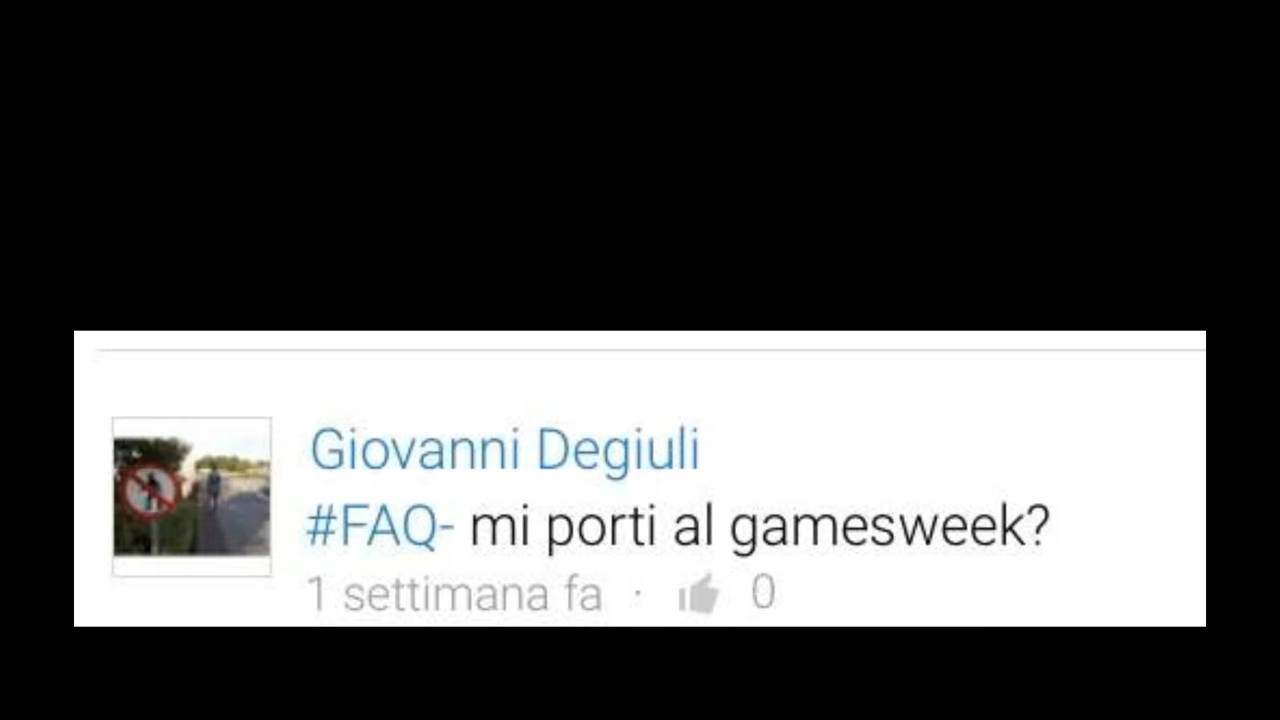 Giovanni Degiuli
#FAQ- mi porti al gamesweek?
1 settimana fa · 0